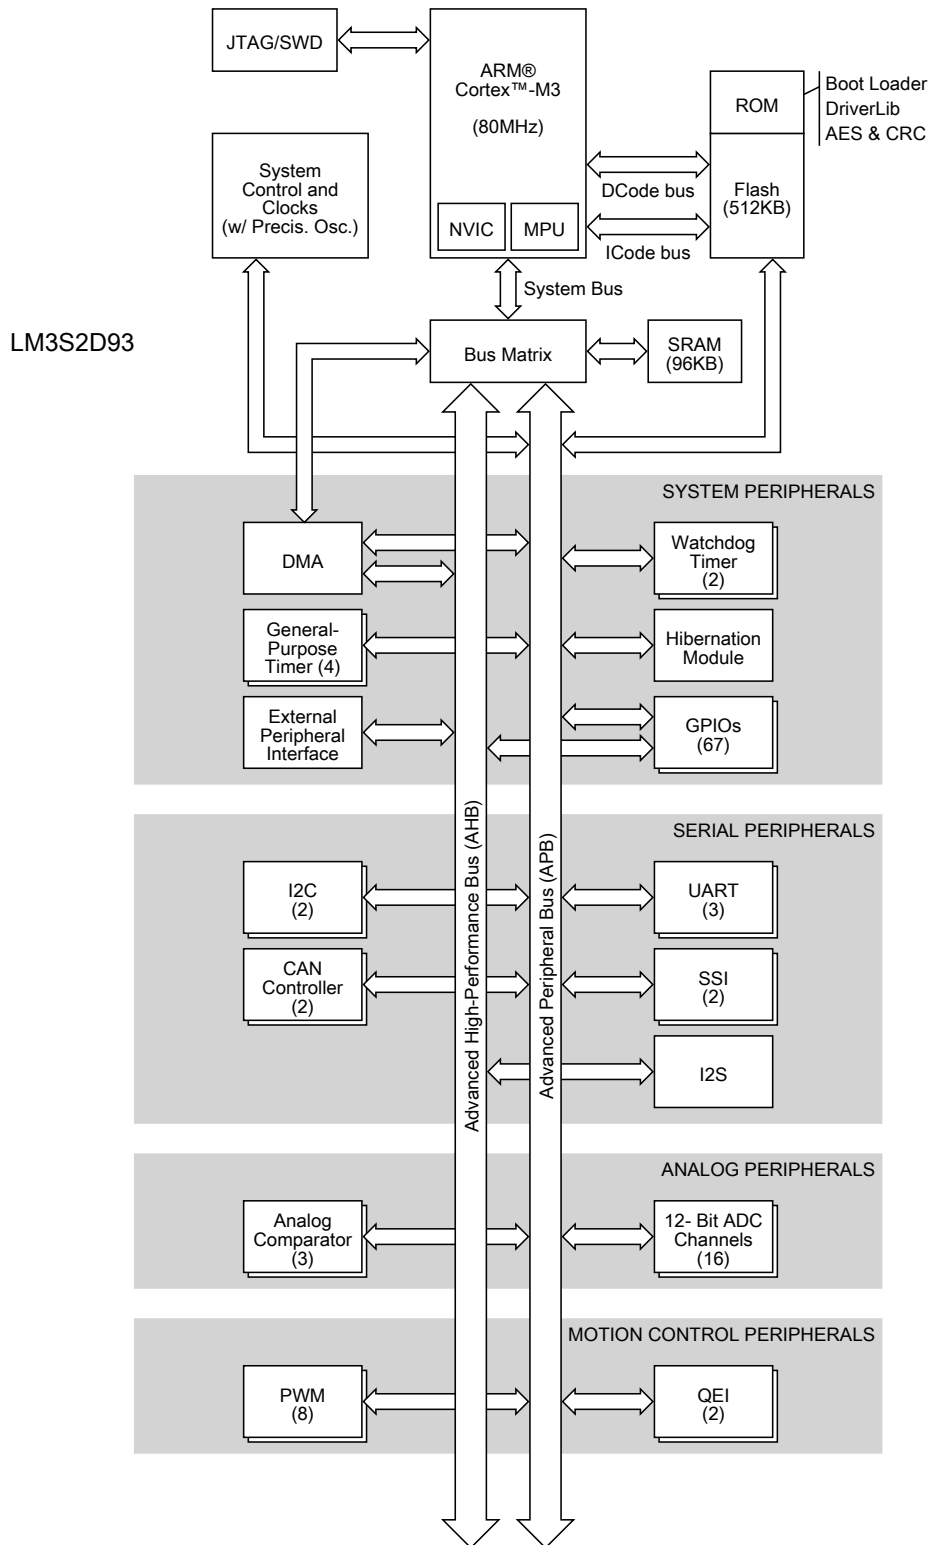 JTAG/SWD
ARM®
Cortex™-M3
(80MHz)
NVIC
MPU
ROM
Boot Loader
DriverLib
AES & CRC
Flash
(512KB)
DCode bus
ICode bus
System
Control and
Clocks
(w/ Precis. Osc.)
System Bus
LM3S2D93
Bus Matrix
SRAM
(96KB)
SYSTEM PERIPHERALS
DMA
Watchdog
Timer
(2)
General-
Purpose
Timer (4)
Hibernation
Module
External
Peripheral
Interface
GPIOs
(67)
Advanced High-Performance Bus (AHB)
Advanced Peripheral Bus (APB)
SERIAL PERIPHERALS
I2C
(2)
UART
(3)
CAN
Controller
(2)
SSI
(2)
I2S
ANALOG PERIPHERALS
Analog
Comparator
(3)
12- Bit ADC
Channels
(16)
MOTION CONTROL PERIPHERALS
PWM
(8)
QEI
(2)